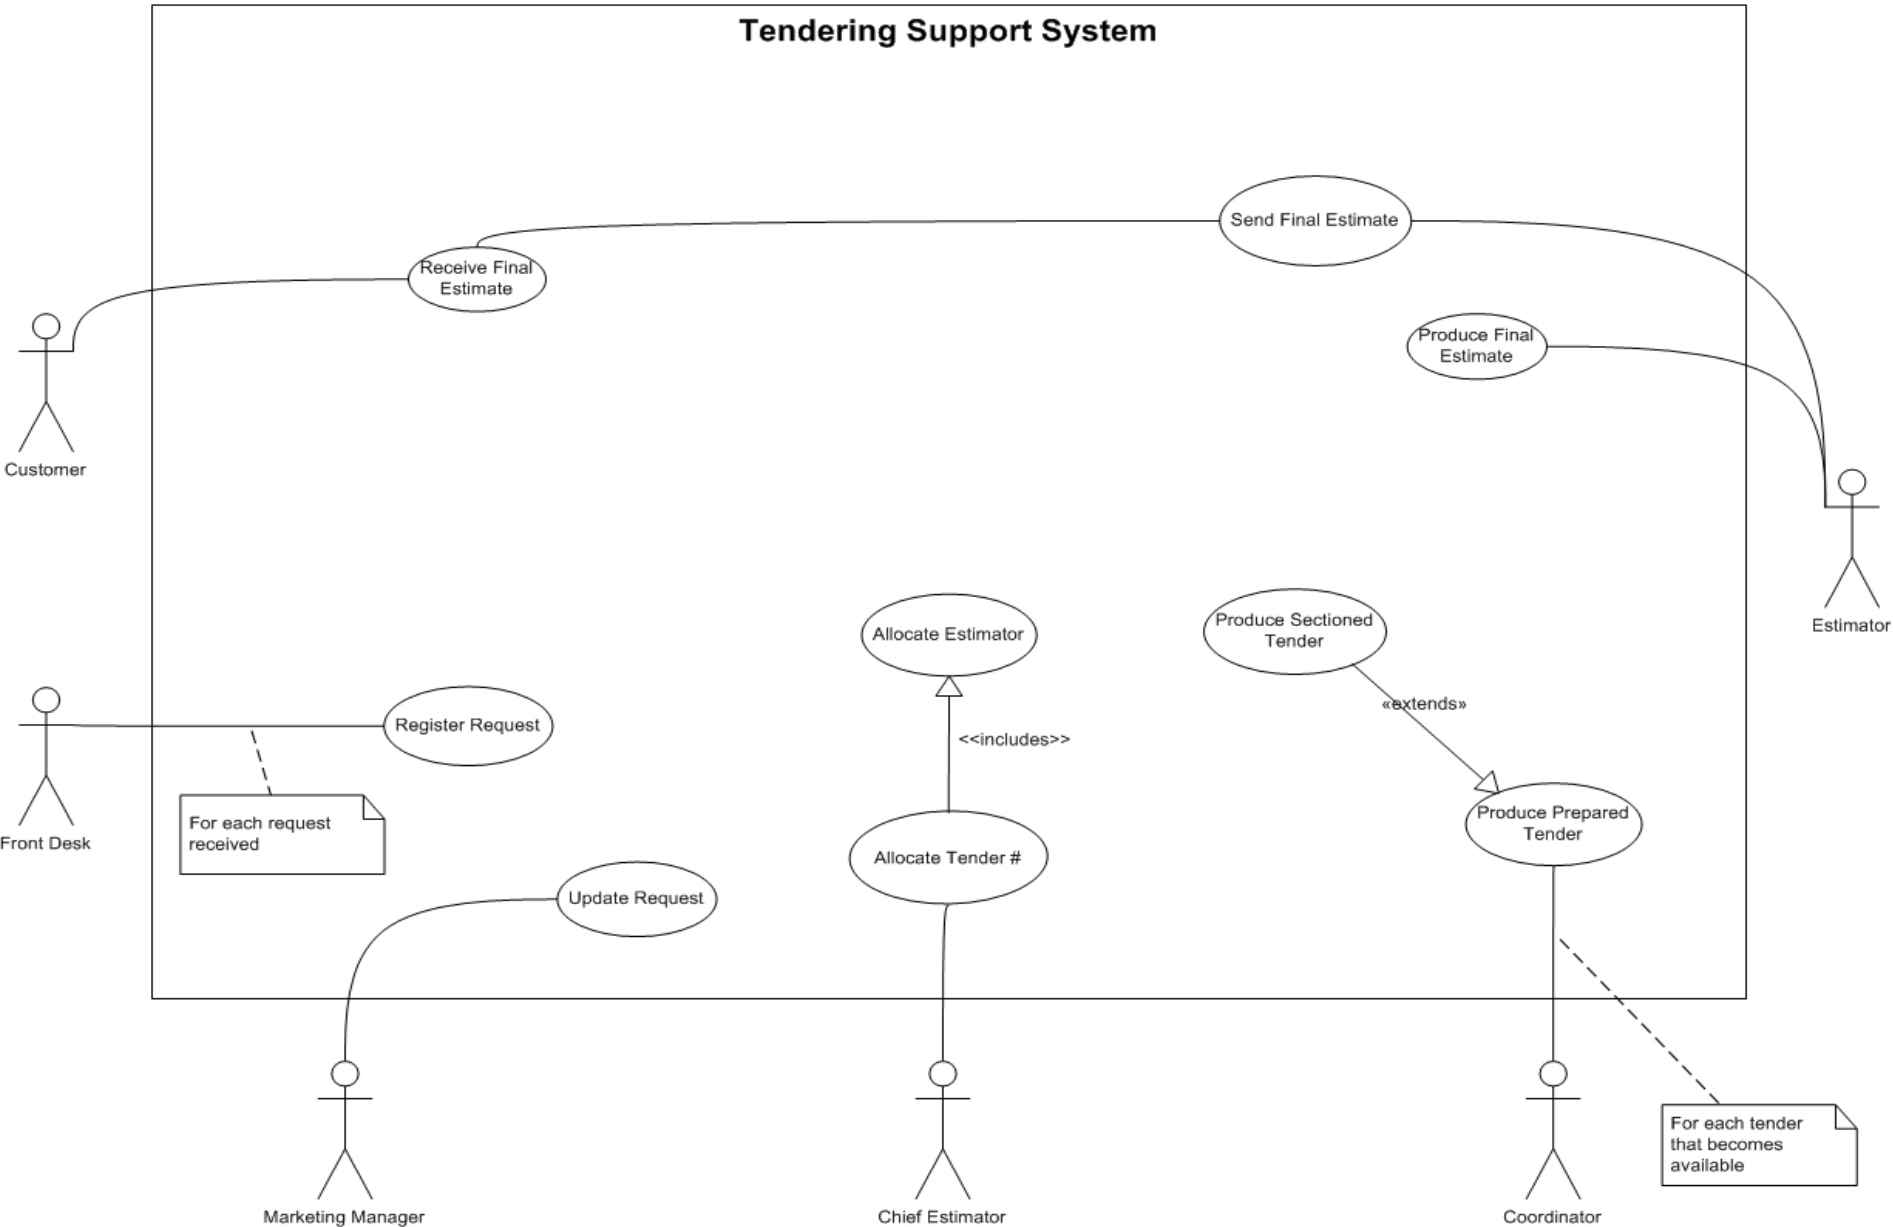 Tendering Support System
Send Final Estimate
Receive Final
Estimate
Produce Final
Estimate
Customer
Estimator
Allocate Estimator
Produce Sectioned
Tender
«extends»
Register Request
<<includes>>
For each request
received
Front Desk
Produce Prepared
Tender
Allocate Tender #
Update Request
For each tender
that becomes
available
Marketing Manager
Chief Estimator
Coordinator